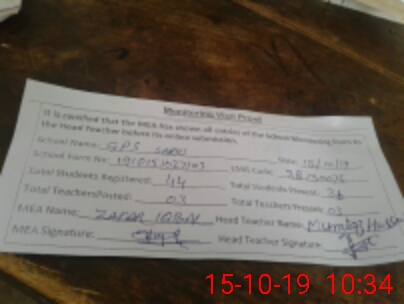 Monitoring Visit Proof
It is certified that the MEA has shown all entries of the School Monitoring Form to
the Head Teacher before its online submission.
School Name: GPS Date: 15/10/19
School Form No: EMIS Code:
Total Students Registered: 44 Total Students Present: 36
Total Teachers Posted: 03 Total Teachers Present: 03
MEA Name: ZAFAR IQBAL Head Teacher Name: Mumtaz
MEA Signature: Head Teacher Signature:
15-10-19 10:34